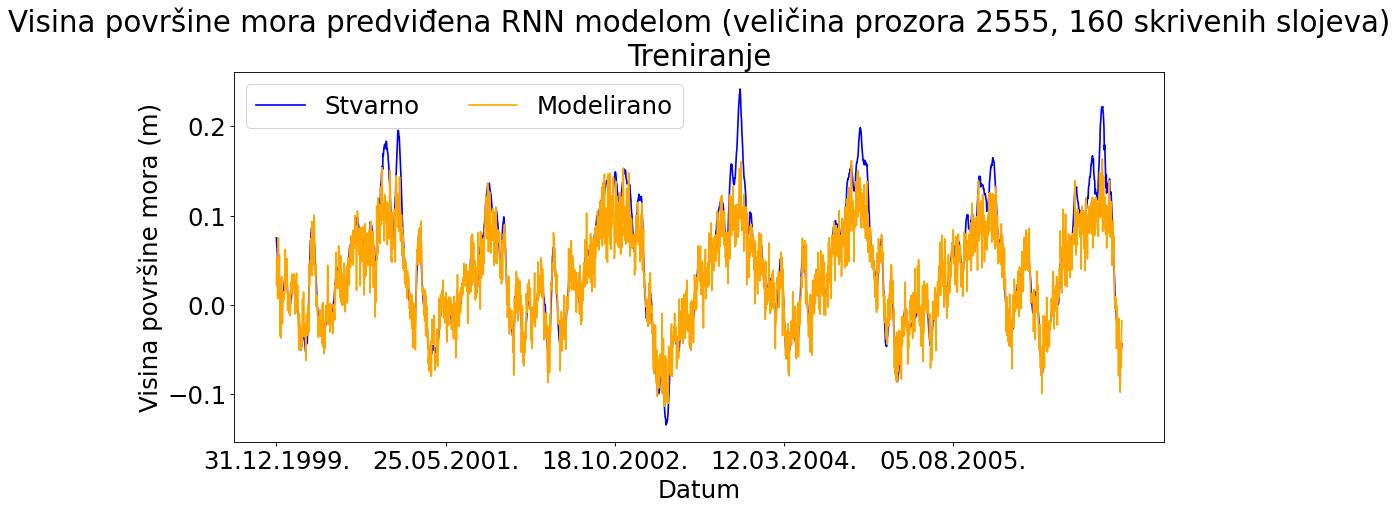 Visina površine mora predviđena RNN modelom (veličina prozora 2555, 160 skrivenih slojeva)
Treniranje
Stvarno
Modelirano
Visina površine mora (m)
0.2
0.1
0.0
−0.1
31.12.1999.
25.05.2001.
18.10.2002.
12.03.2004.
05.08.2005.
Datum